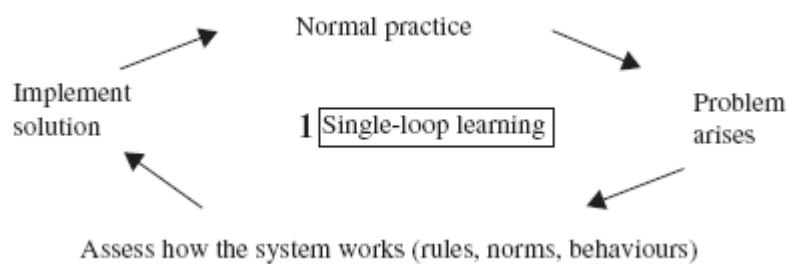 Normal practice
Implement
solution
Problem
arises
1 Single-loop learning
Assess how the system works (rules, norms, behaviours)